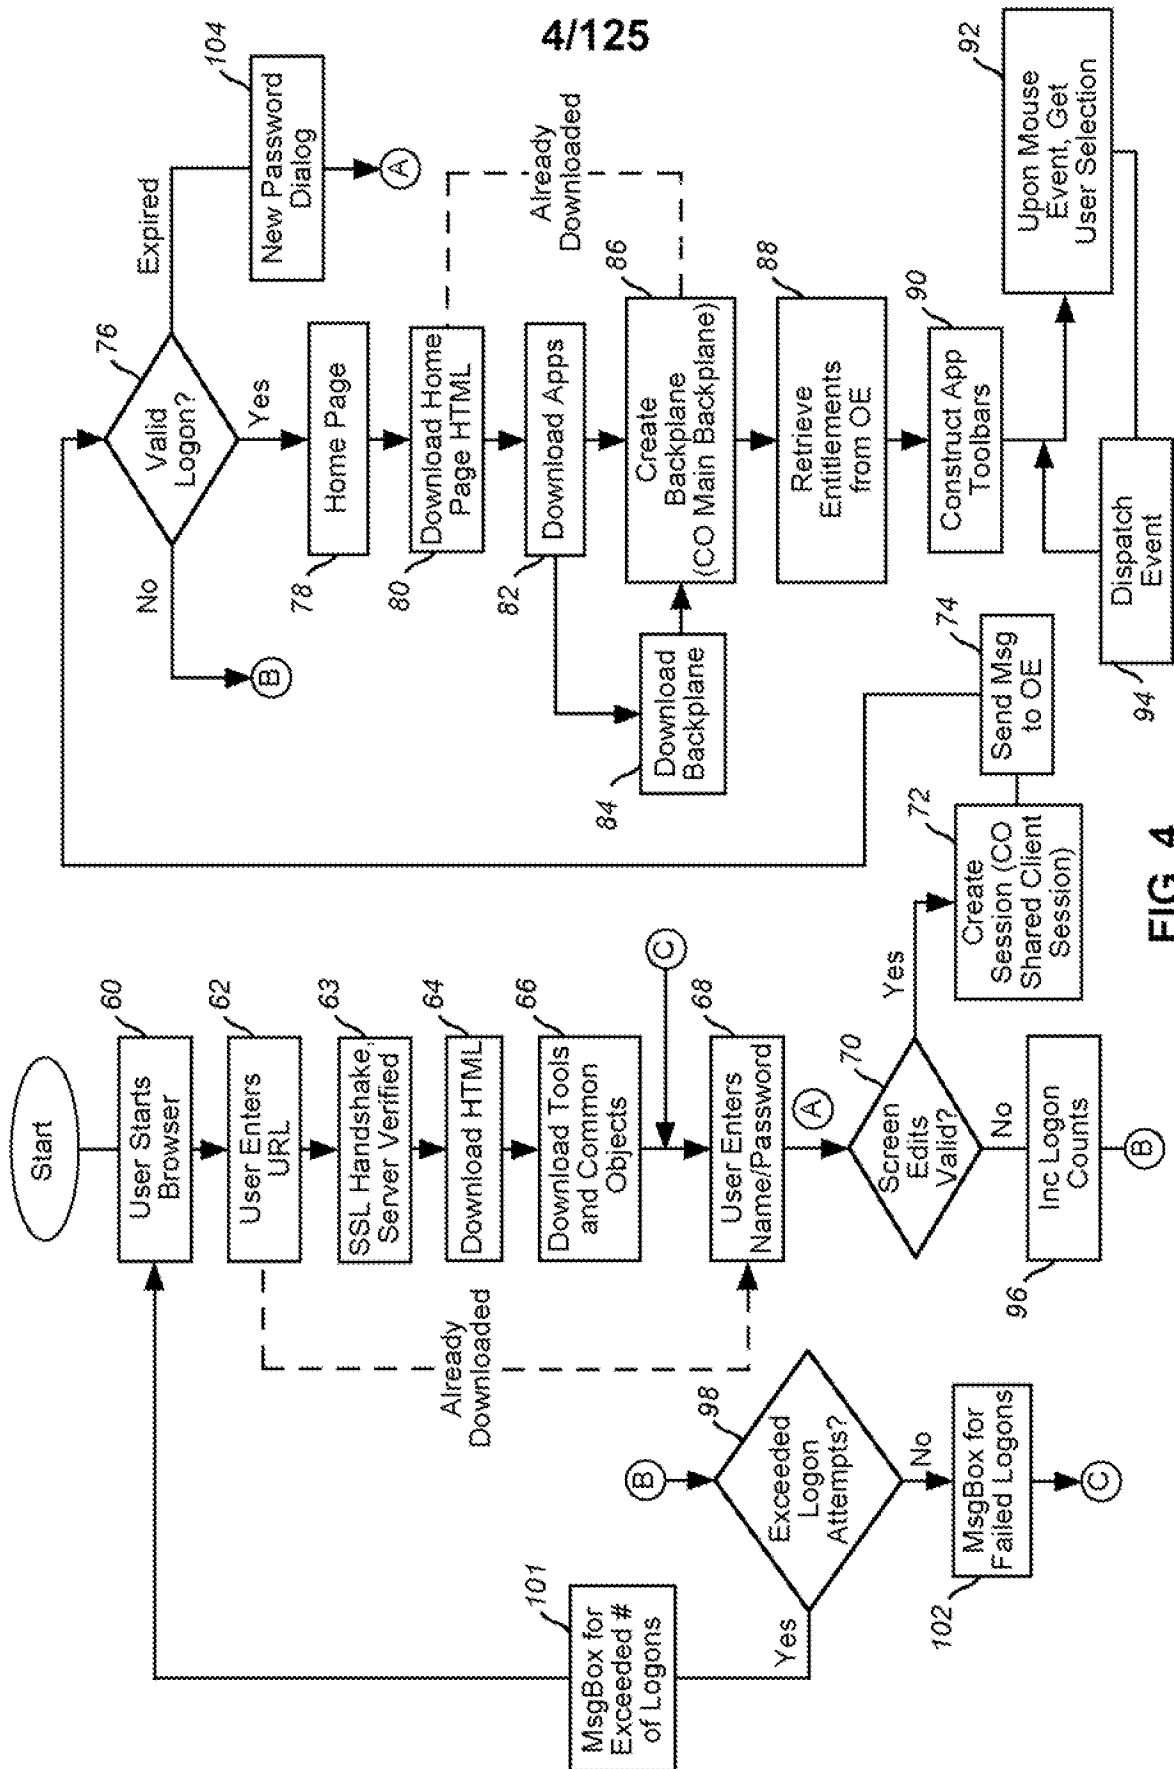 4/125
Start
60
User Starts
Browser
62
User Enters
URL
63
SSL Handshake,
Server Verified
64
Download HTML
66
Download Tools
and Common
Objects
C
68
User Enters
Name/Password
Already
Downloaded
A
70
Screen
Edits
Valid?
Yes
No
72
Create
Session (CO
Shared Client
Session)
74
Send Msg
to OE
96
Inc Logon
Counts
B
B
98
Exceeded
Logon
Attempts?
Yes
No
101
MsgBox for
Exceeded #
of Logons
102
MsgBox for
Failed Logons
C
76
Valid
Logon?
No
B
Expired
104
New Password
Dialog
A
Yes
78
Home Page
80
Download Home
Page HTML
Already
Downloaded
82
Download Apps
84
Download
Backplane
86
Create
Backplane
(CO Main Backplane)
88
Retrieve
Entitlements
from OE
90
Construct App
Toolbars
92
Upon Mouse
Event, Get
User Selection
94
Dispatch
Event
FIG. 4